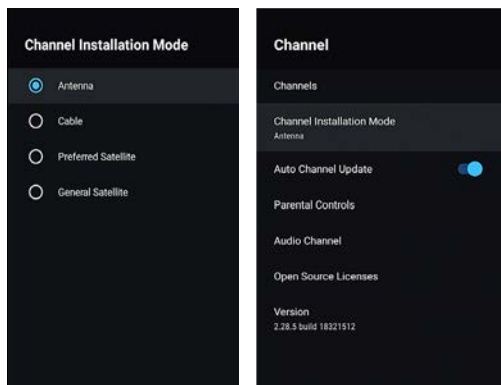 Channel Installation Mode
Antenna
Cable
Preferred Satellite
General Satellite
Channel
Channels
Channel Installation Mode
Antenna
Auto Channel Update
Parental Controls
Audio Channel
Open Source Licenses
Version
2.28.5 build 18321512